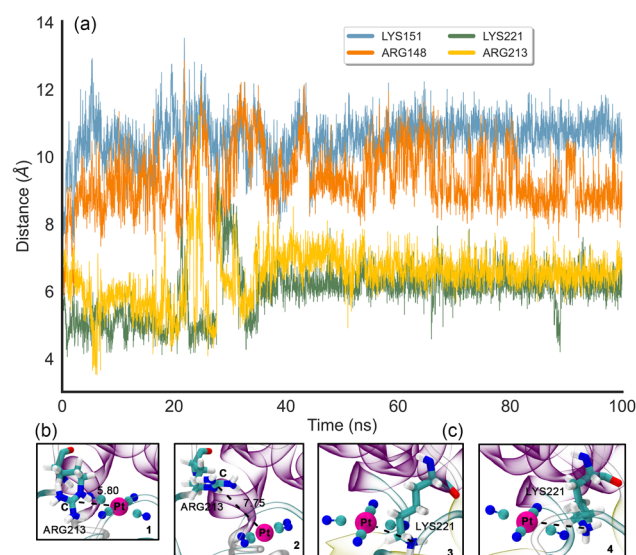 (a)
LYS151
LYS221
ARG148
ARG213
14
12
10
8
6
4
Distance (Å)
0
20
40
60
80
100
Time (ns)
(b)
(c)
5.80
C
Pt
ARG213
1
C
ARG213
7.75
Pt
2
Pt
LYS221
3
LYS221
Pt
4